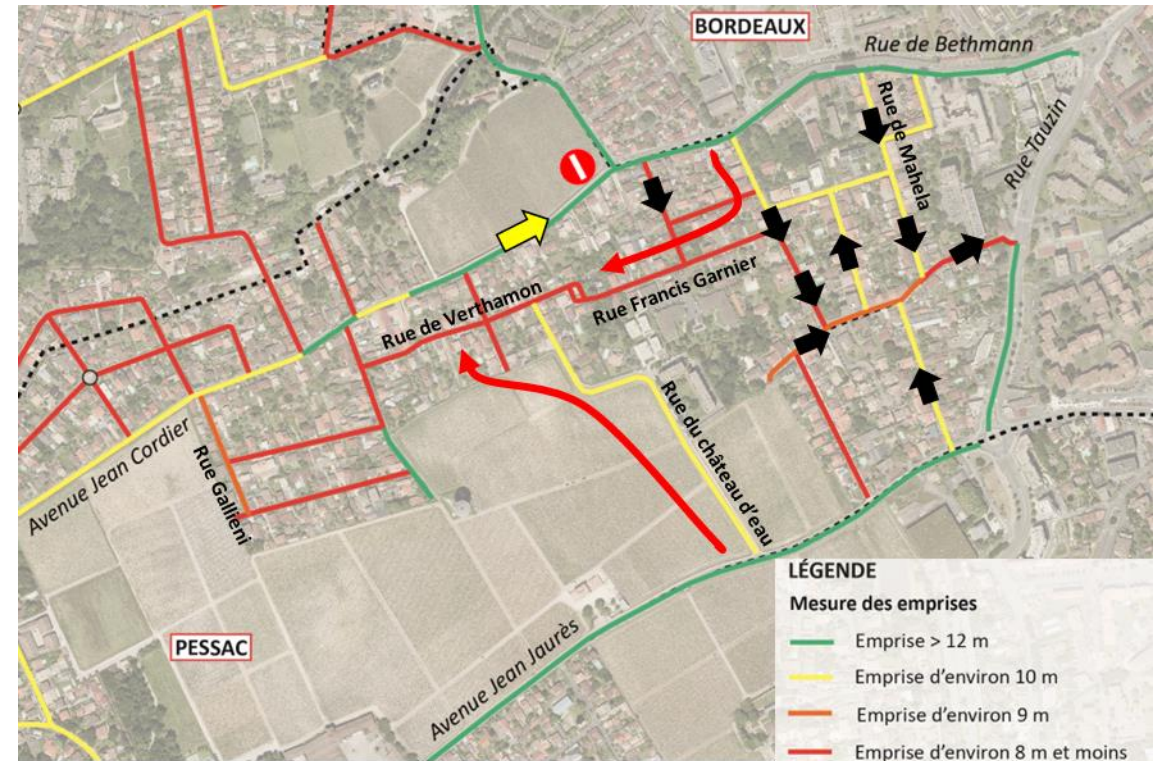 BORDEAUX
Rue de Bethmann
Rue de Mahela
Rue Tauzin
Rue de Verthamon
Rue Francis Garnier
Avenue Jean Cordier
Rue Gallieni
Rue du château d'eau
PESSAC
Avenue Jean Jaurès
LÉGENDE
Mesure des emprises
Emprise > 12 m
Emprise d'environ 10 m
Emprise d'environ 9 m
Emprise d'environ 8 m et moins